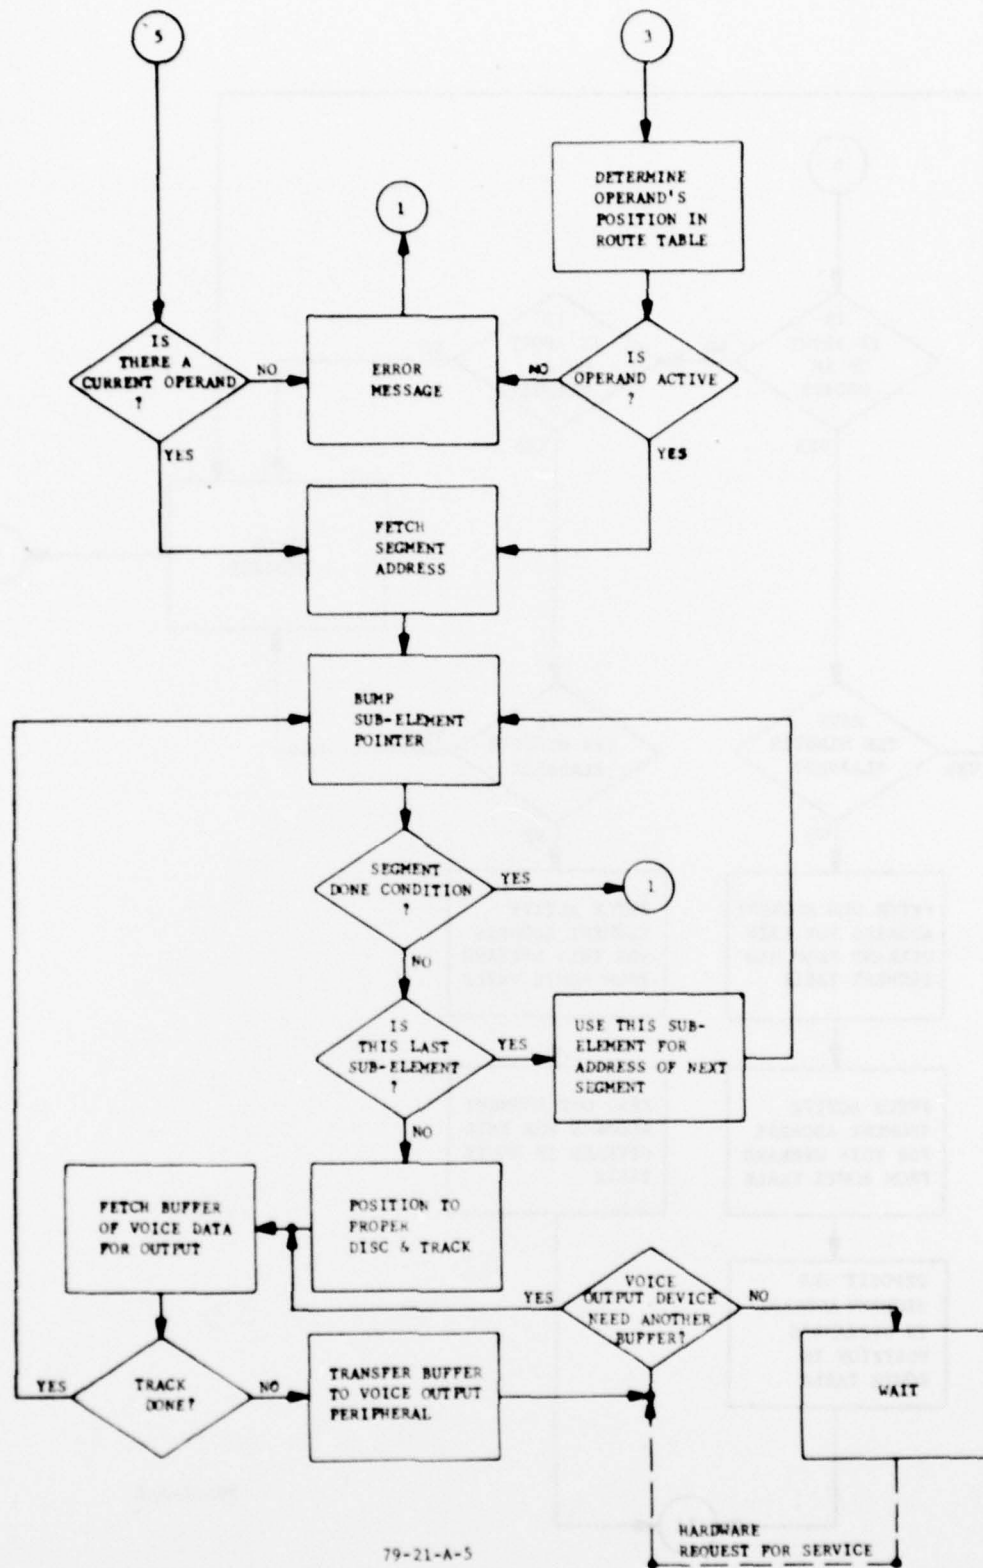 5
3
DETERMINE
OPERAND'S
POSITION IN
ROUTE TABLE
1
IS
THERE A
CURRENT OPERAND
?
NO
ERROR
MESSAGE
NO
IS
OPERAND ACTIVE
?
YES
YES
FETCH
SEGMENT
ADDRESS
BUMP
SUB-ELEMENT
POINTER
SEGMENT
DONE CONDITION
?
YES
1
NO
IS
THIS LAST
SUB-ELEMENT
?
YES
USE THIS SUB-
ELEMENT FOR
ADDRESS OF NEXT
SEGMENT
NO
FETCH BUFFER
OF VOICE DATA
FOR OUTPUT
POSITION TO
PROPER
DISC & TRACK
YES
VOICE
OUTPUT DEVICE
NEED ANOTHER
BUFFER?
NO
WAIT
YES
TRACK
DONE?
NO
TRANSFER BUFFER
TO VOICE OUTPUT
PERIPHERAL
HARDWARE
REQUEST FOR SERVICE
79-21-A-5